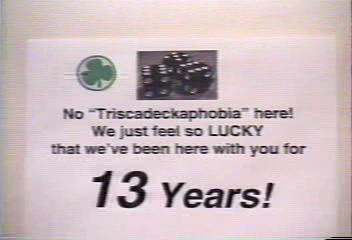 No "Triscadeckaphobia" here!
We just feel so LUCKY
that we've been here with you for
13 Years!